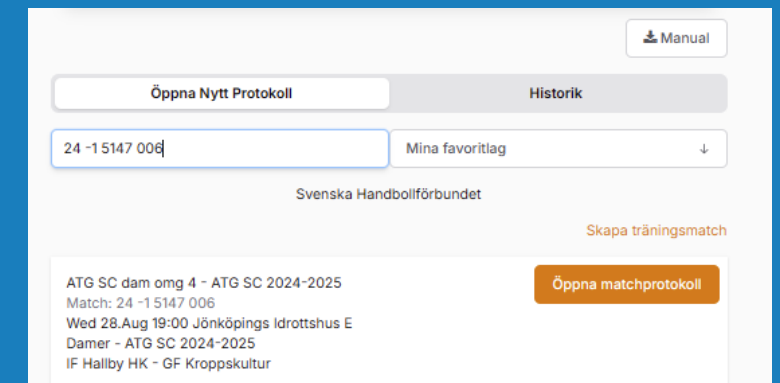 Manual
Öppna Nytt Protokoll
Historik
24 -1 5147 006
Mina favoritlag
Svenska Handbollförbundet
Skapa träningsmatch
ATG SC dam omg 4 - ATG SC 2024-2025
Öppna matchprotokoll
Match: 24 -1 5147 006
Wed 28.Aug 19:00 Jönköpings Idrottshus E
Damer - ATG SC 2024-2025
IF Hallby HK - GF Kroppskultur